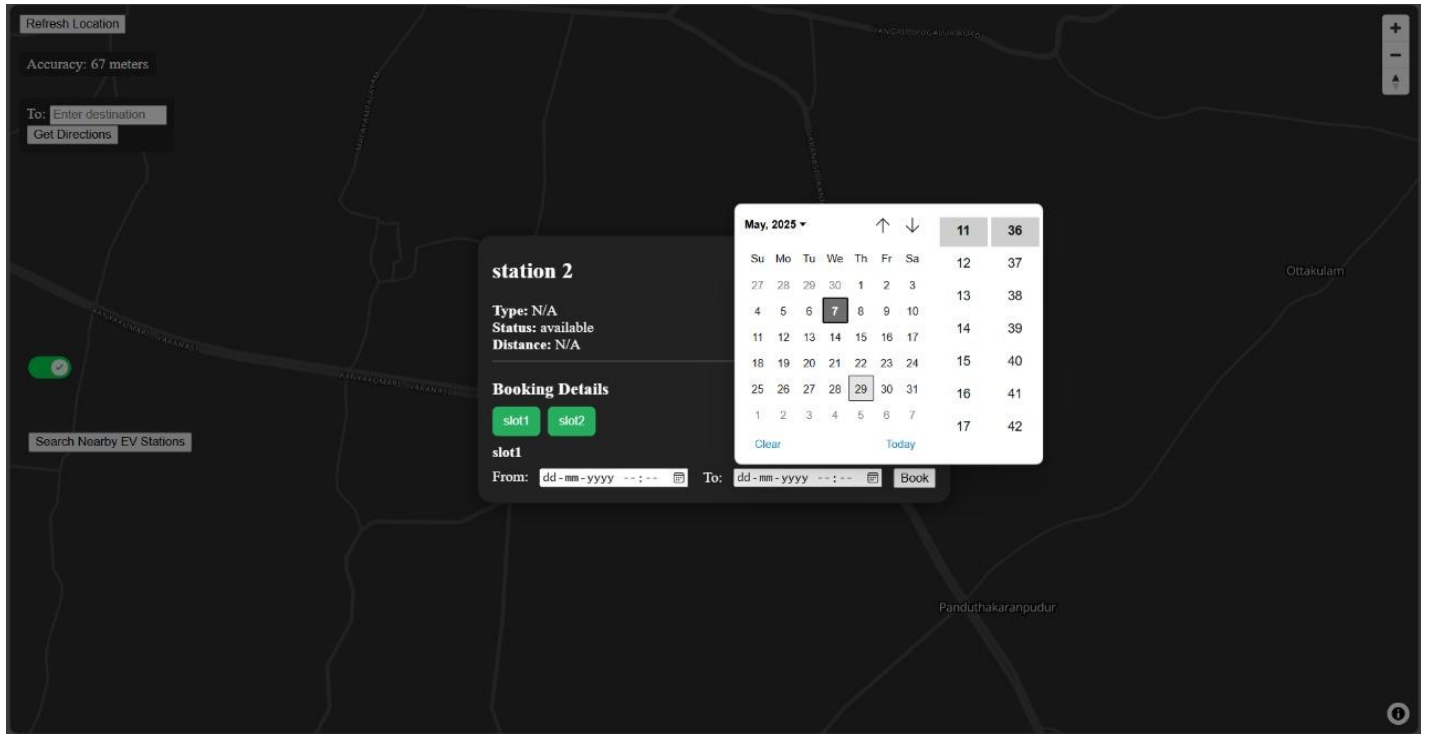 Refresh Location
Accuracy: 67 meters
To: Enter destination
Get Directions
Search Nearby EV Stations
station 2
Type: N/A
Status: available
Distance: N/A
Booking Details
slot1 slot2
slot1
From: dd-mm-yyyy --:-- To: dd-mm-yyyy --:-- Book
May, 2025
Su Mo Tu We Th Fr Sa
27 28 29 30 1 2 3
4 5 6 7 8 9 10
11 12 13 14 15 16 17
18 19 20 21 22 23 24
25 26 27 28 29 30 31
1 2 3 4 5 6 7
Clear Today
11 36
12 37
13 38
14 39
15 40
16 41
17 42
Ottakulam
Panduthakaranpudur